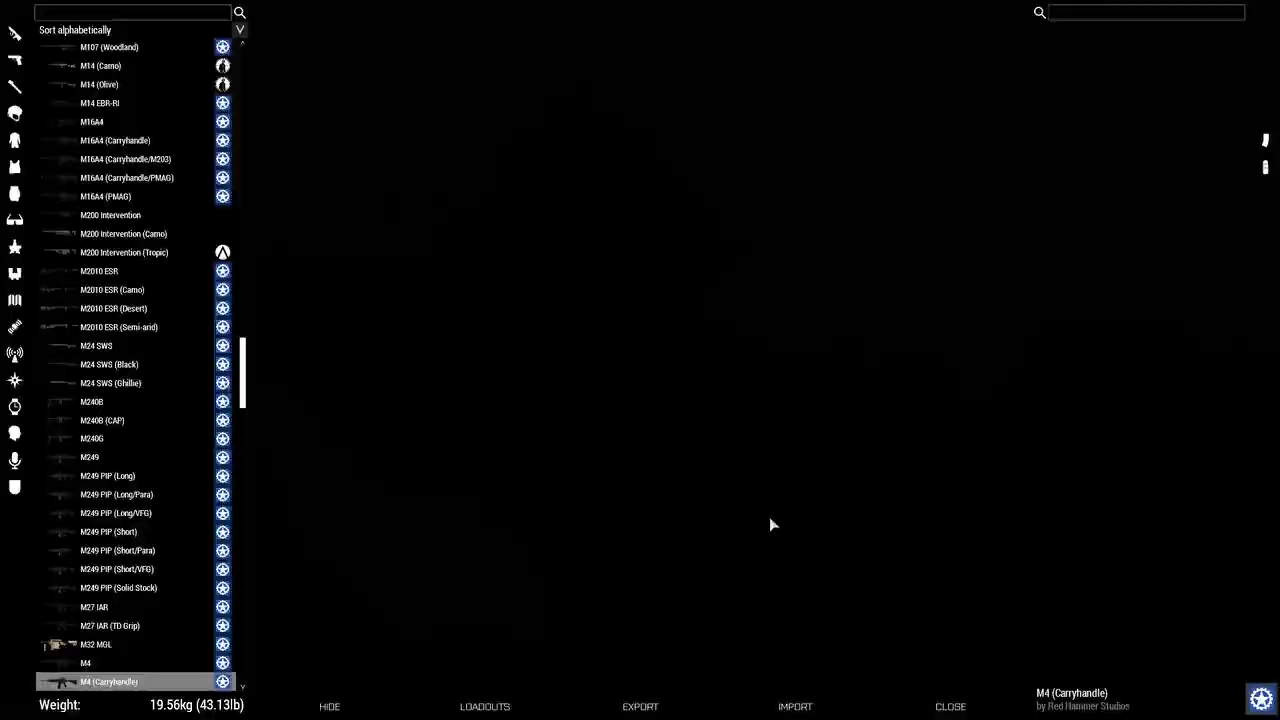 Sort alphabetically
M107 (Woodland)
M14 (Camo)
M14 (Olive)
M14 EBR-RI
M16A4
M16A4 (Carryhandle)
M16A4 (Carryhandle/M203)
M16A4 (Carryhandle/PMAG)
M16A4 (PMAG)
M200 Intervention
M200 Intervention (Camo)
M200 Intervention (Tropic)
M2010 ESR
M2010 ESR (Camo)
M2010 ESR (Desert)
M2010 ESR (Semi-arid)
M24 SWS
M24 SWS (Black)
M24 SWS (Ghillie)
M240B
M240B (CAP)
M240G
M249
M249 PIP (Long)
M249 PIP (Long/Para)
M249 PIP (Long/VFG)
M249 PIP (Short)
M249 PIP (Short/Para)
M249 PIP (Short/VFG)
M249 PIP (Solid Stock)
M27 IAR
M27 IAR (TD Grip)
M32 MGL
M4
M4 (Carryhandle)
Weight: 19.56kg (43.13lb)
HIDE LOADOUTS EXPORT IMPORT CLOSE
M4 (Carryhandle)
by Red Hammer Studios